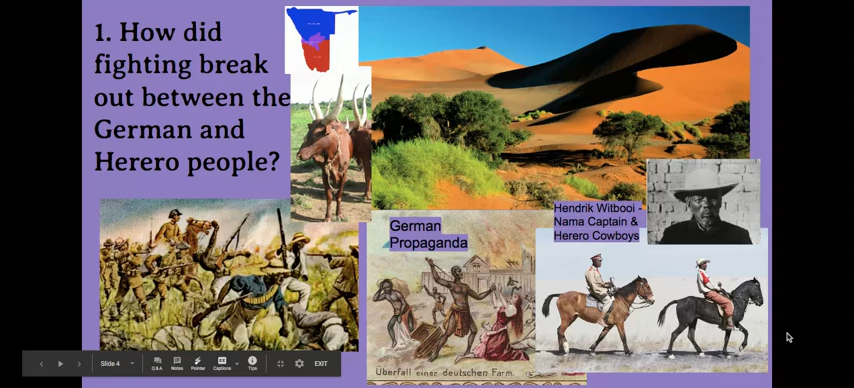 1. How did
fighting break
out between the
German and
Herero people?
German
Propaganda
Hendrik Witbooi -
Nama Captain &
Herero Cowboys
Überfall einer deutschen Farm.
Slide 4
Q&A
Notes
Pointer
Captions
Tips
EXIT